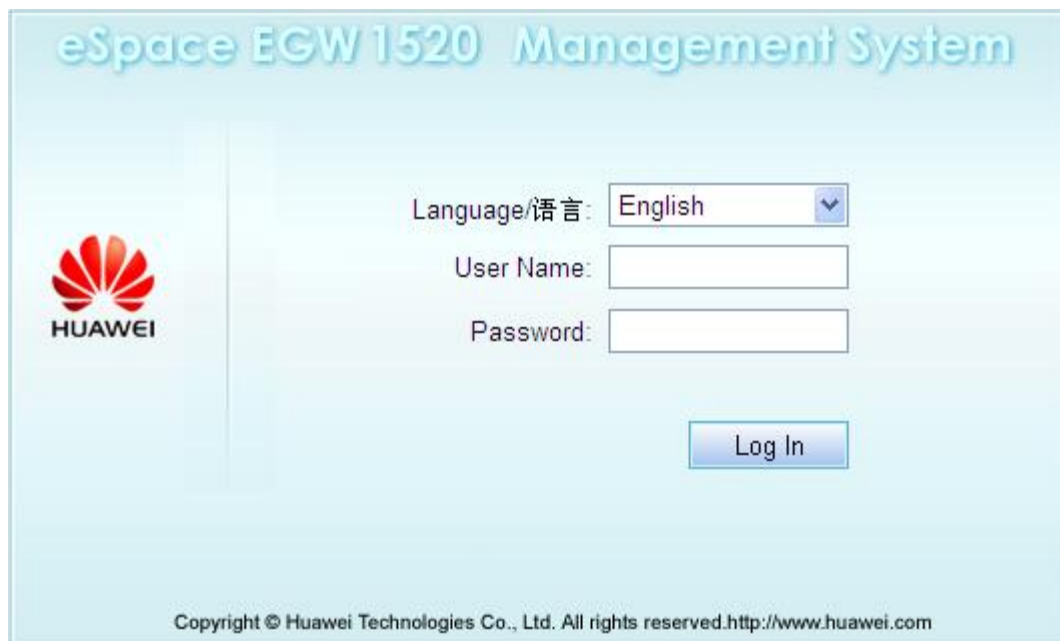 eSpace EGW 1520 Management System
Language/语言: English
User Name:
Password:
HUAWEI
Log In
Copyright © Huawei Technologies Co., Ltd. All rights reserved.http://www.huawei.com